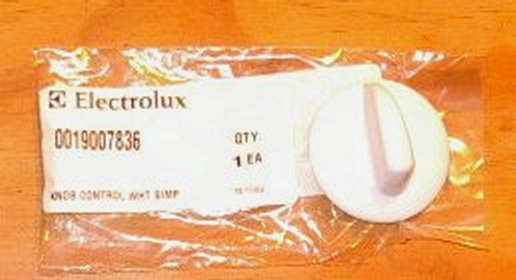 Electrolux
0019007836
QTY
1 EA
KNOB CONTROL WHT SIMP